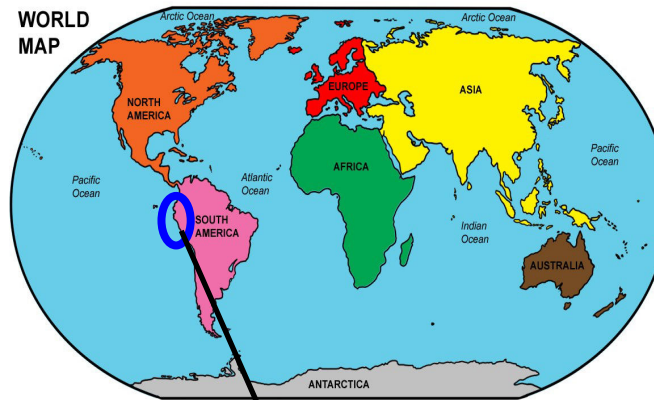 WORLD
MAP
Arctic Ocean
Arctic Ocean
NORTH
AMERICA
EUROPE
ASIA
Pacific
Ocean
Atlantic
Ocean
AFRICA
Pacific
Ocean
SOUTH
AMERICA
Indian
Ocean
AUSTRALIA
ANTARCTICA